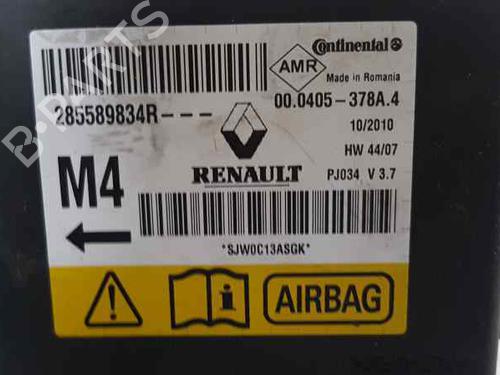 Continental
AMR
Made in Romania
285589834R---
00.0405-378A.4
10/2010
HW 44/07
M4
RENAULT
PJ034 V 3.7
*SJW0C13ASGK*
i
AIRBAG
B-PARTS